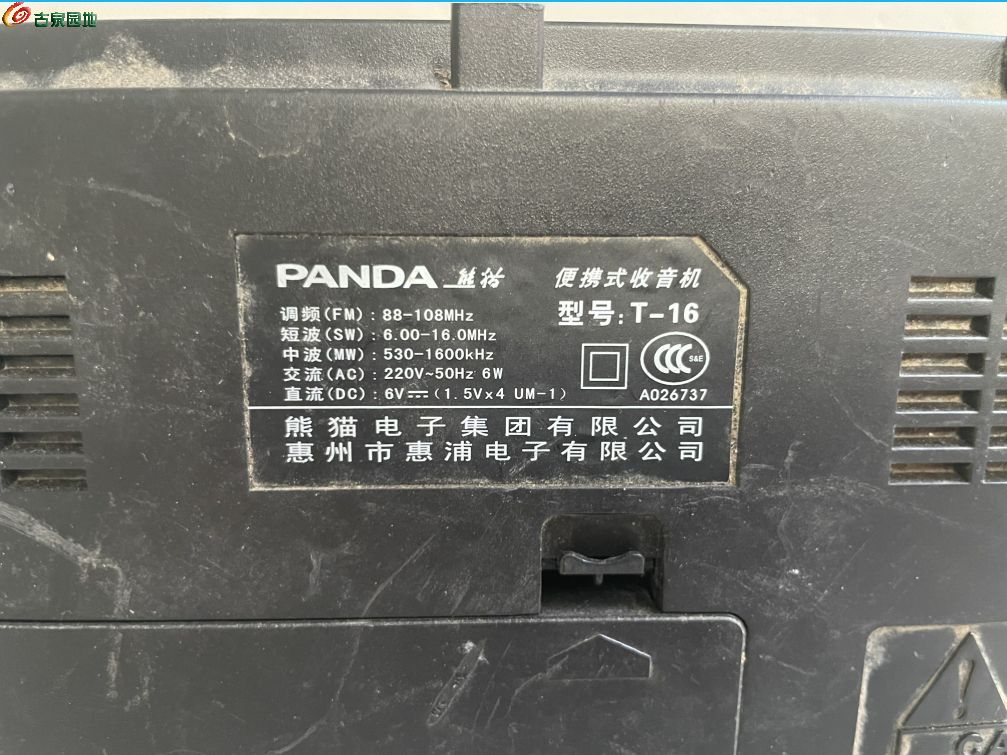 古泉园地
PANDA 熊猫 便携式收音机
型号: T-16
调频(FM) : 88-108MHz
短波(SW) : 6.00-16.0MHz
中波(MW) : 530-1600kHz
交流(AC) : 220V~50Hz 6W
直流(DC) : 6V⎓(1.5V×4 UM-1)
CCC S&E
A026737
熊猫电子集团有限公司
惠州市惠浦电子有限公司